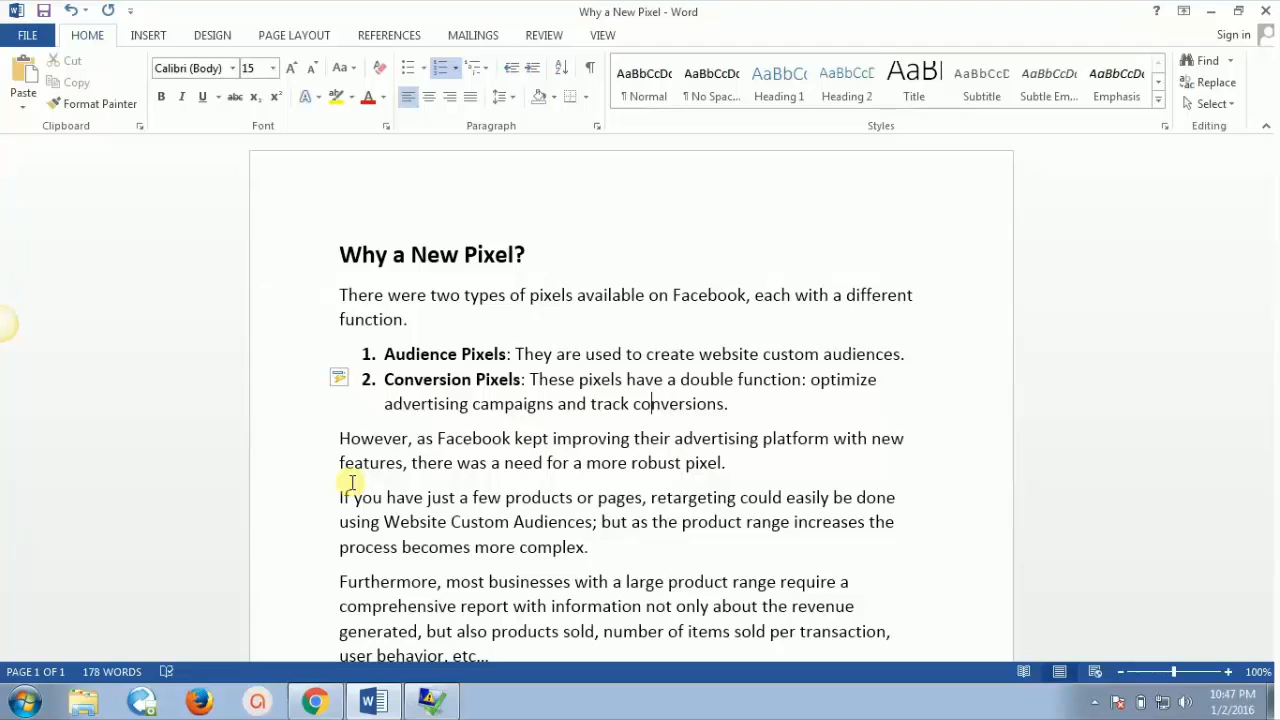 Why a New Pixel - Word
Sign in
FILE HOME INSERT DESIGN PAGE LAYOUT REFERENCES MAILINGS REVIEW VIEW
Paste
Cut
Copy
Format Painter
Clipboard
Calibri (Body) 15
Font
Paragraph
AaBbCcDc AaBbCcDc AaBbCc AaBbCcD AaBl AaBbCcD AaBbCcDc AaBbCcDc
¶ Normal ¶ No Spac... Heading 1 Heading 2 Title Subtitle Subtle Em... Emphasis
Styles
Find
Replace
Select
Editing
Why a New Pixel?
There were two types of pixels available on Facebook, each with a different
function.
1. Audience Pixels: They are used to create website custom audiences.
2. Conversion Pixels: These pixels have a double function: optimize
advertising campaigns and track conversions.
However, as Facebook kept improving their advertising platform with new
features, there was a need for a more robust pixel.
If you have just a few products or pages, retargeting could easily be done
using Website Custom Audiences; but as the product range increases the
process becomes more complex.
Furthermore, most businesses with a large product range require a
comprehensive report with information not only about the revenue
generated, but also products sold, number of items sold per transaction,
user behavior, etc...
PAGE 1 OF 1 178 WORDS
100%
10:47 PM
1/2/2016